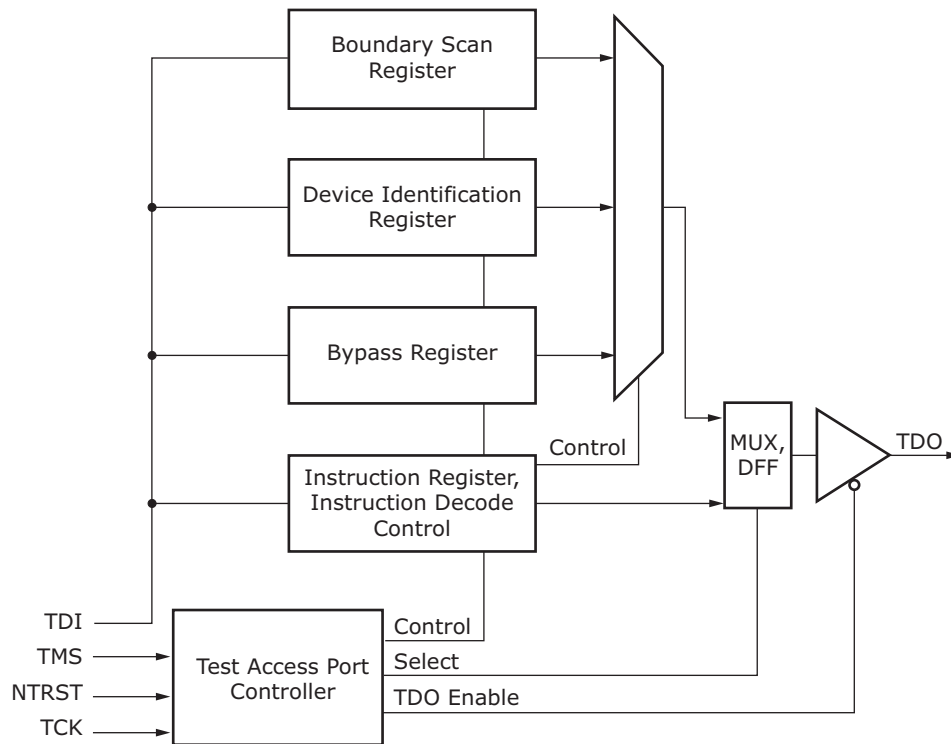 Boundary Scan
Register
Device Identification
Register
Bypass Register
Control
Instruction Register,
Instruction Decode
Control
MUX,
DFF
TDO
TDI
TMS
NTRST
TCK
Test Access Port
Controller
Control
Select
TDO Enable